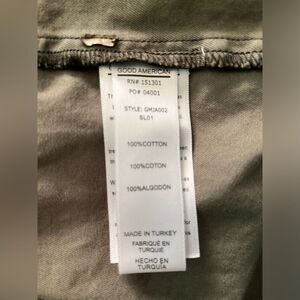 GOOD AMERICAN
RN# 151301
PO# 04001
STYLE: GMJA002
SL01
100%COTTON
100%COTON
100%ALGODÓN
MADE IN TURKEY
FABRIQUÉ EN
TURQUIE
HECHO EN
TURQUÍA